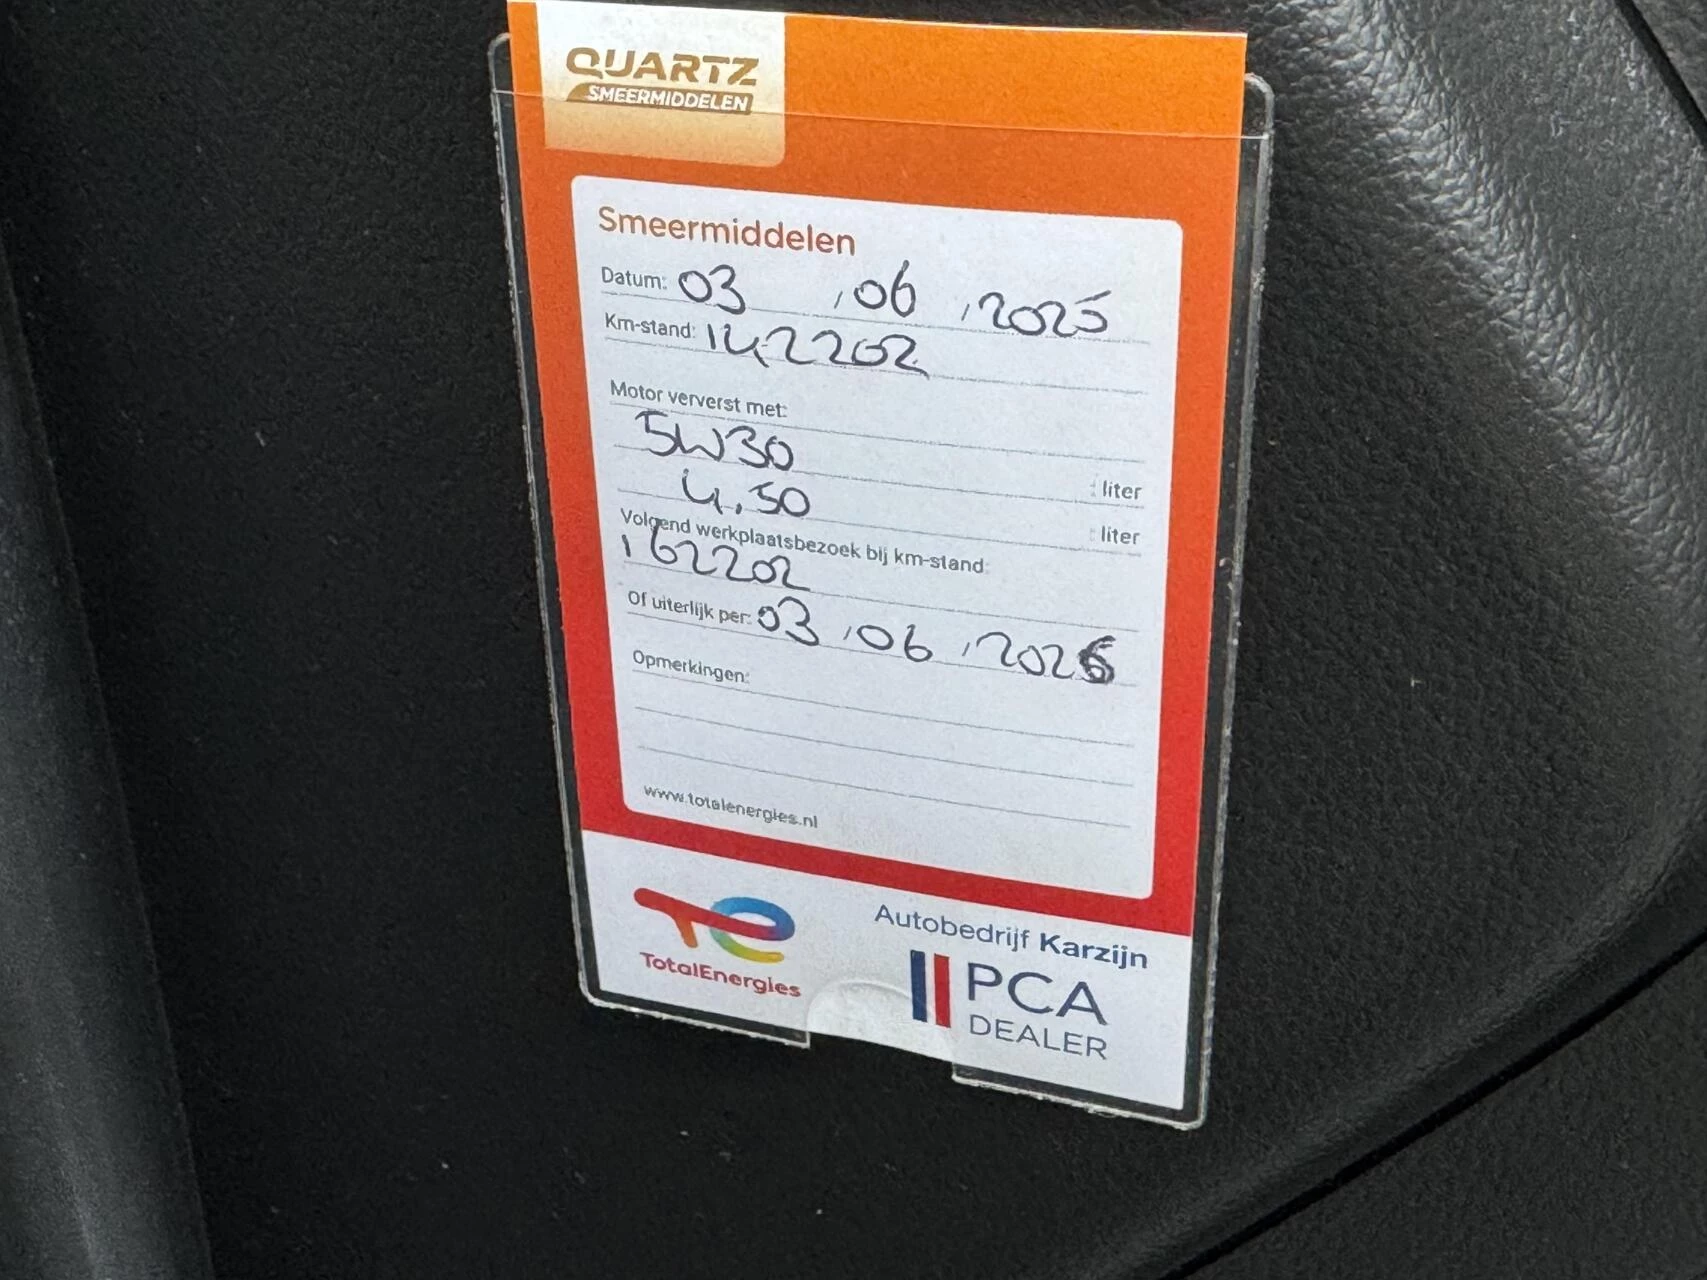 QUARTZ
SMEERMIDDELEN
Smeermiddelen
Datum: 03 , 06 , 2025
Km-stand: 142202
Motor ververst met:
5W30 : liter
4,50 : liter
Volgend werkplaatsbezoek bij km-stand:
162202
Of uiterlijk per: 03 , 06 , 2026
Opmerkingen:
www.totalenergies.nl
TotalEnergies
Autobedrijf Karzijn
PCA
DEALER